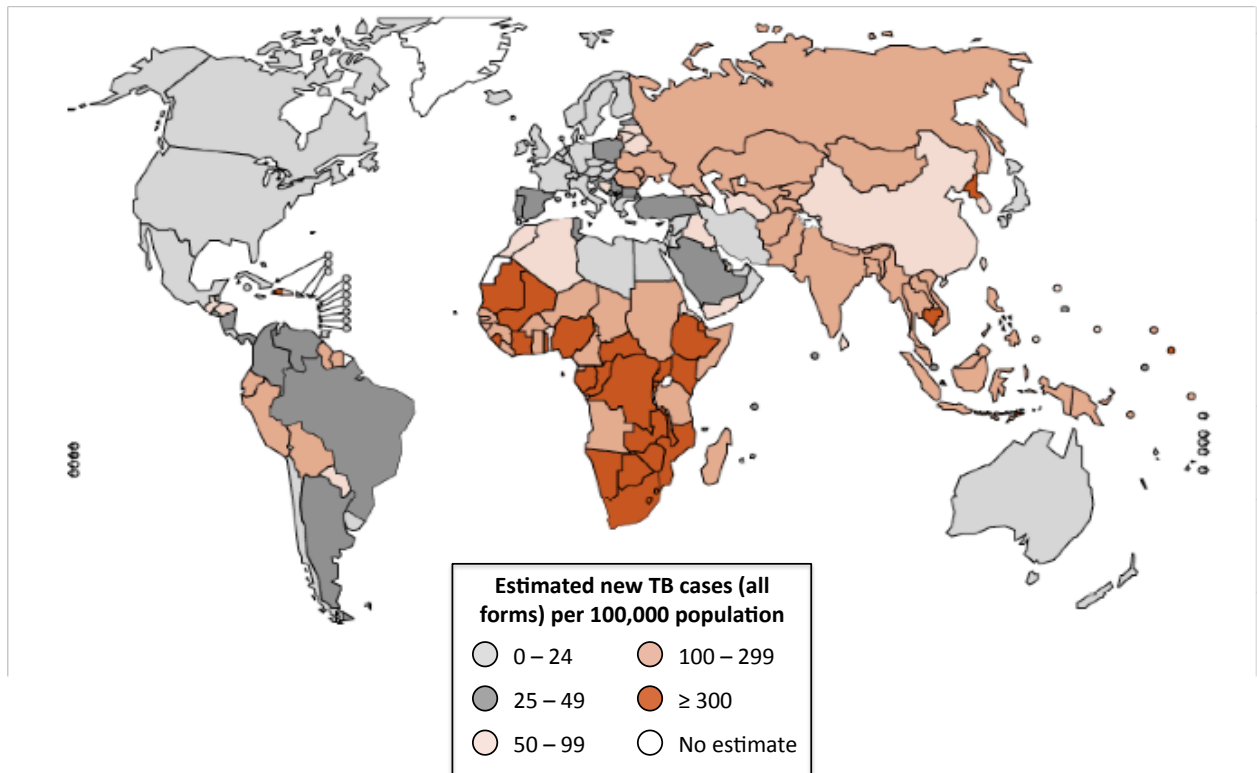 Estimated new TB cases (all
forms) per 100,000 population
0 – 24
100 – 299
25 – 49
≥ 300
50 – 99
No estimate